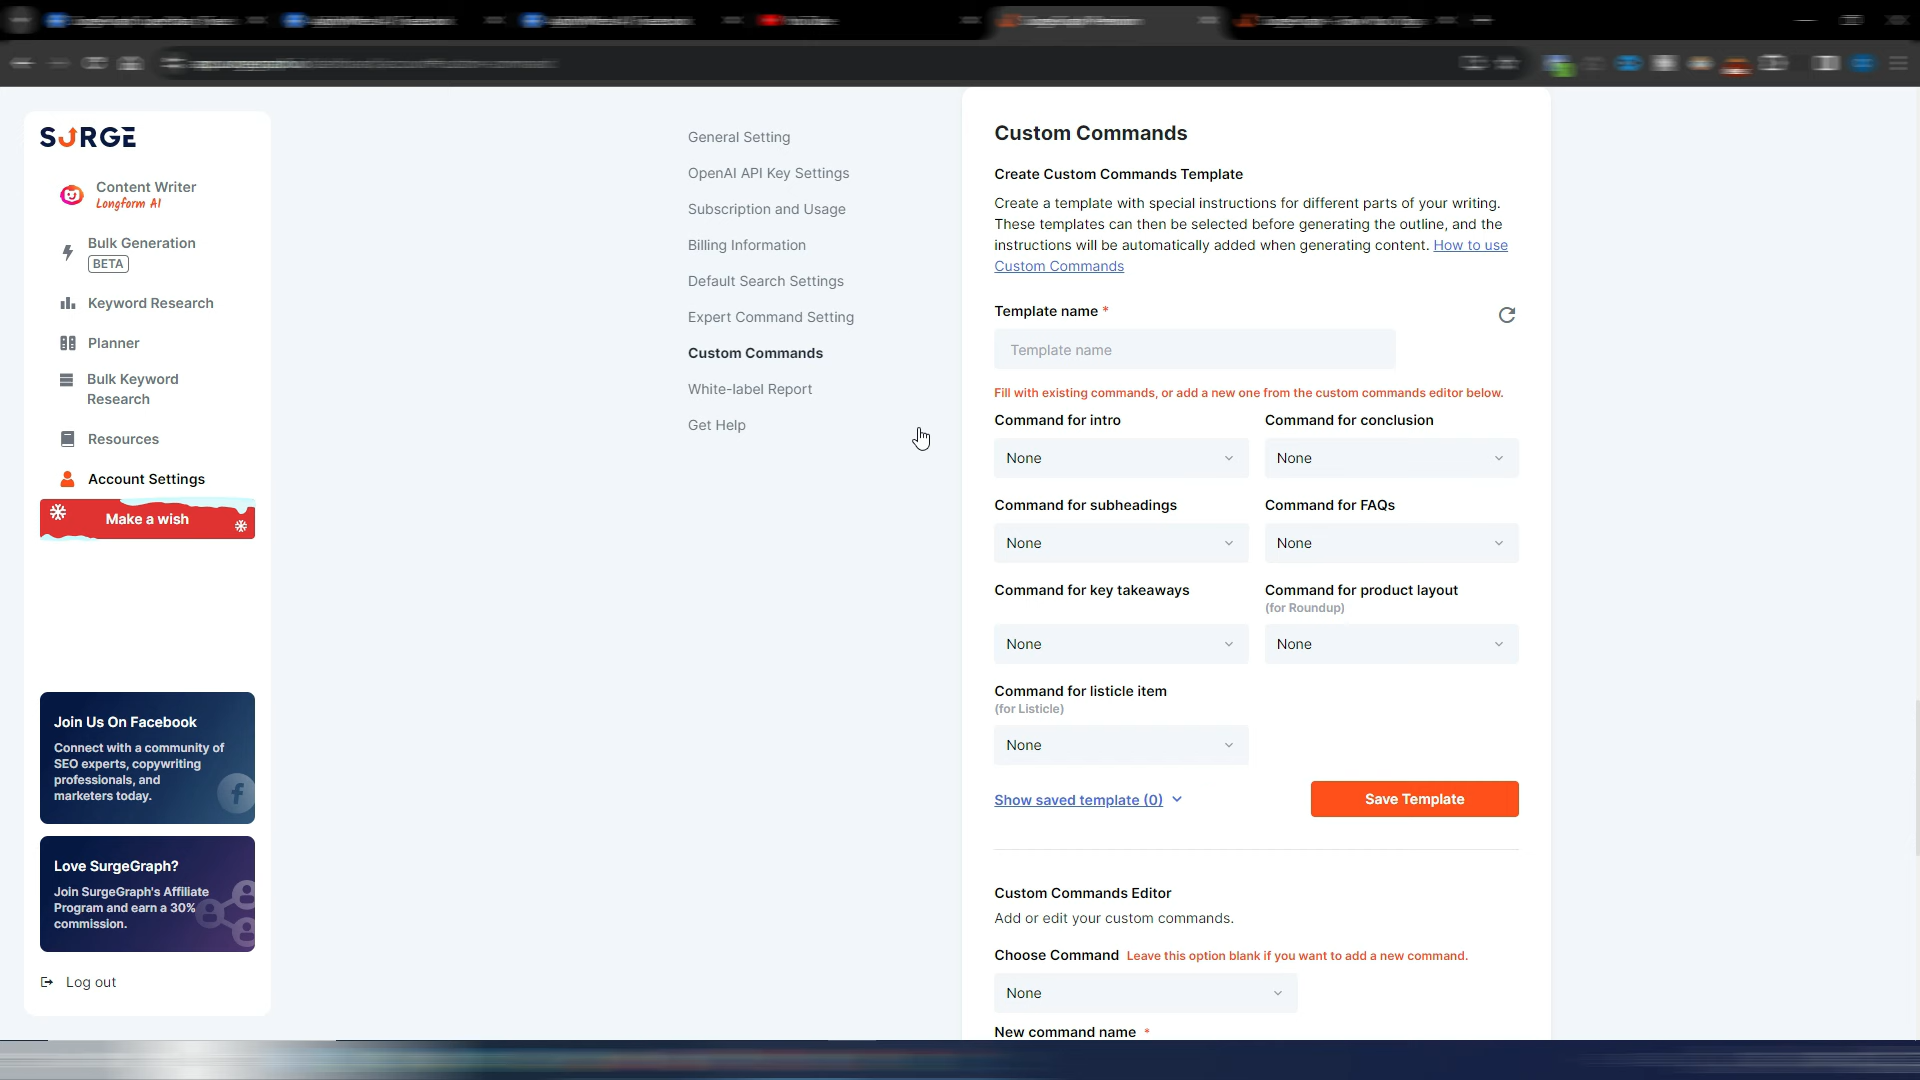 SURGE
Content Writer
Longform AI
Bulk Generation
BETA
Keyword Research
Planner
Bulk Keyword
Research
Resources
Account Settings
Make a wish
Join Us On Facebook
Connect with a community of
SEO experts, copywriting
professionals, and
marketers today.
Love SurgeGraph?
Join SurgeGraph's Affiliate
Program and earn a 30%
commission.
Log out
General Setting
OpenAI API Key Settings
Subscription and Usage
Billing Information
Default Search Settings
Expert Command Setting
Custom Commands
White-label Report
Get Help
Custom Commands
Create Custom Commands Template
Create a template with special instructions for different parts of your writing.
These templates can then be selected before generating the outline, and the
instructions will be automatically added when generating content. How to use
Custom Commands
Template name *
Template name
Fill with existing commands, or add a new one from the custom commands editor below.
Command for intro
Command for conclusion
None
None
Command for subheadings
Command for FAQs
None
None
Command for key takeaways
Command for product layout
(for Roundup)
None
None
Command for listicle item
(for Listicle)
None
Show saved template (0)
Save Template
Custom Commands Editor
Add or edit your custom commands.
Choose Command Leave this option blank if you want to add a new command.
None
New command name *